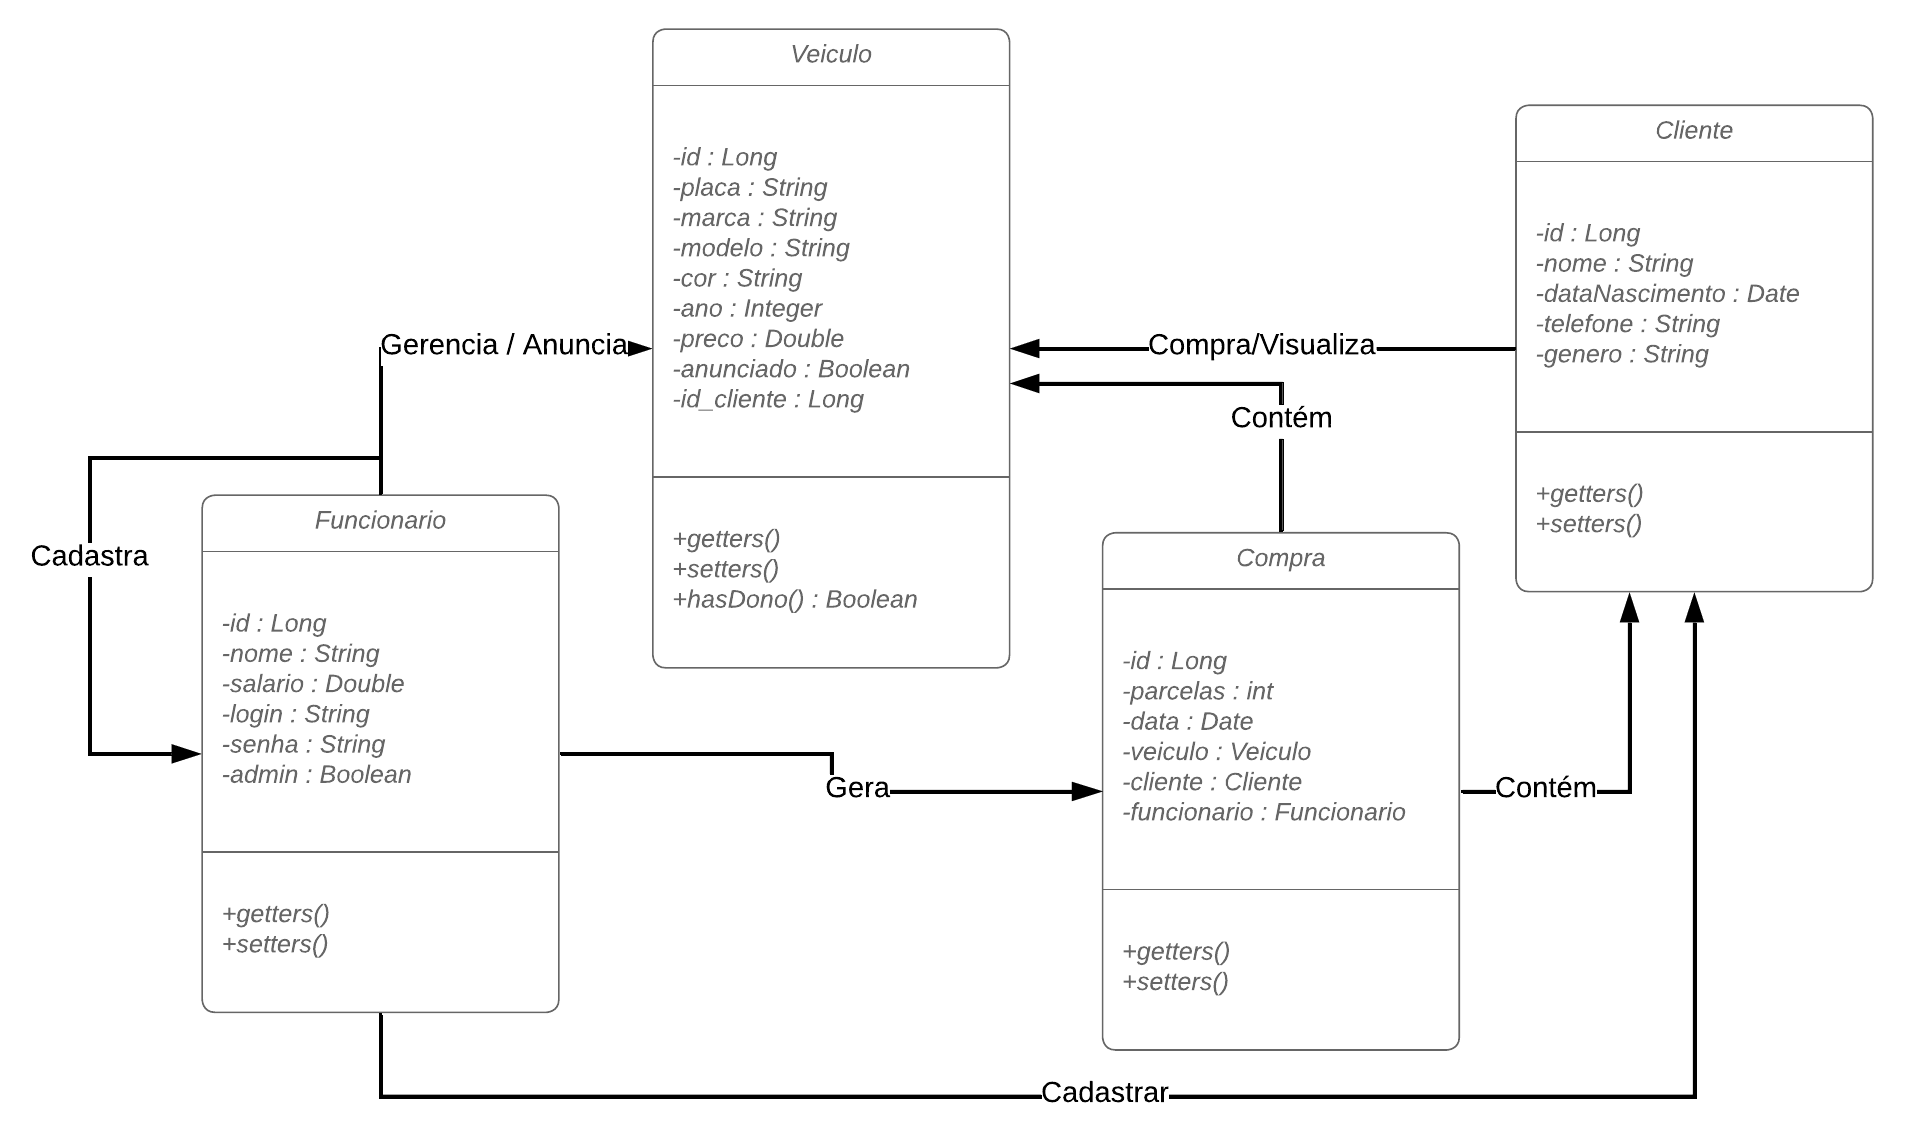 Veiculo
-id : Long
-placa : String
-marca : String
-modelo : String
-cor : String
-ano : Integer
-preco : Double
-anunciado : Boolean
-id_cliente : Long
+getters()
+setters()
+hasDono() : Boolean
Cliente
-id : Long
-nome : String
-dataNascimento : Date
-telefone : String
-genero : String
+getters()
+setters()
Gerencia / Anuncia
Compra/Visualiza
Contém
Cadastra
Funcionario
-id : Long
-nome : String
-salario : Double
-login : String
-senha : String
-admin : Boolean
+getters()
+setters()
Gera
Compra
-id : Long
-parcelas : int
-data : Date
-veiculo : Veiculo
-cliente : Cliente
-funcionario : Funcionario
+getters()
+setters()
Contém
Cadastrar